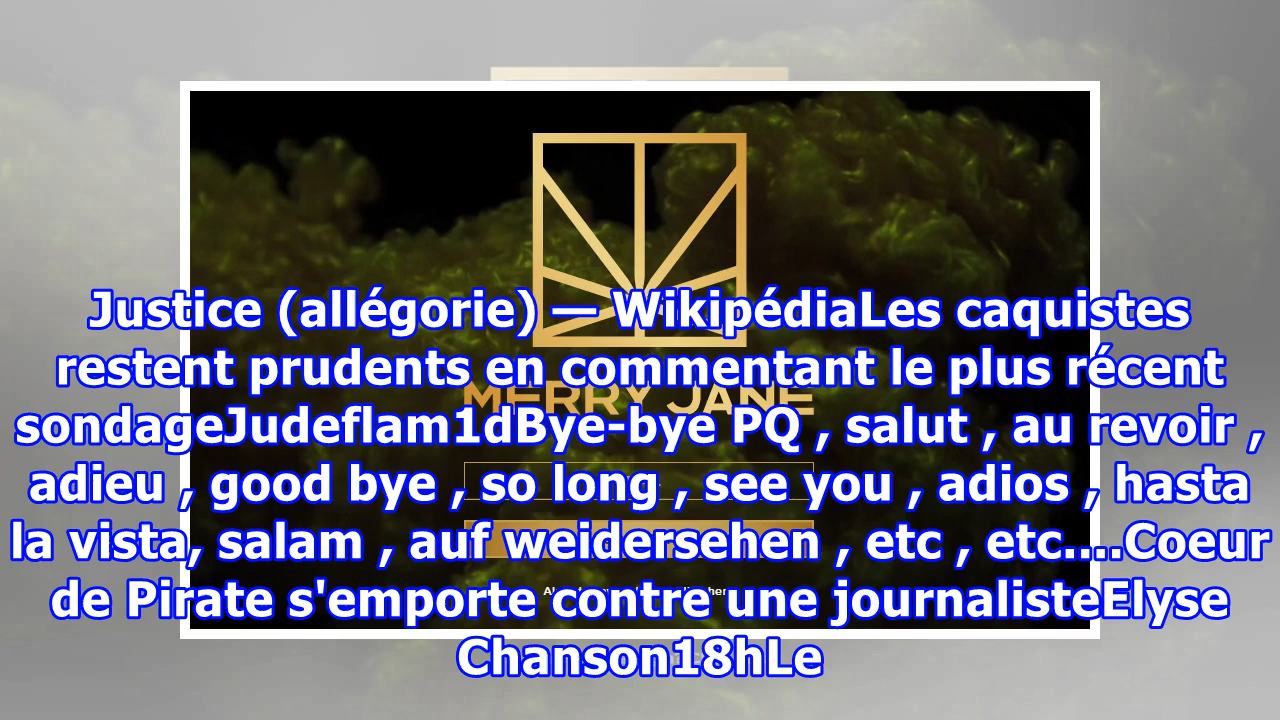 Justice (allégorie) — WikipédiaLes caquistes
restent prudents en commentant le plus récent
MERRY JANE
sondageJudeflam1dBye-bye PQ , salut , au revoir ,
adieu , good bye , so long , see you , adios , hasta
la vista, salam , auf weidersehen , etc , etc....Coeur
de Pirate s'emporte contre une journalisteElyse
Chanson18hLe